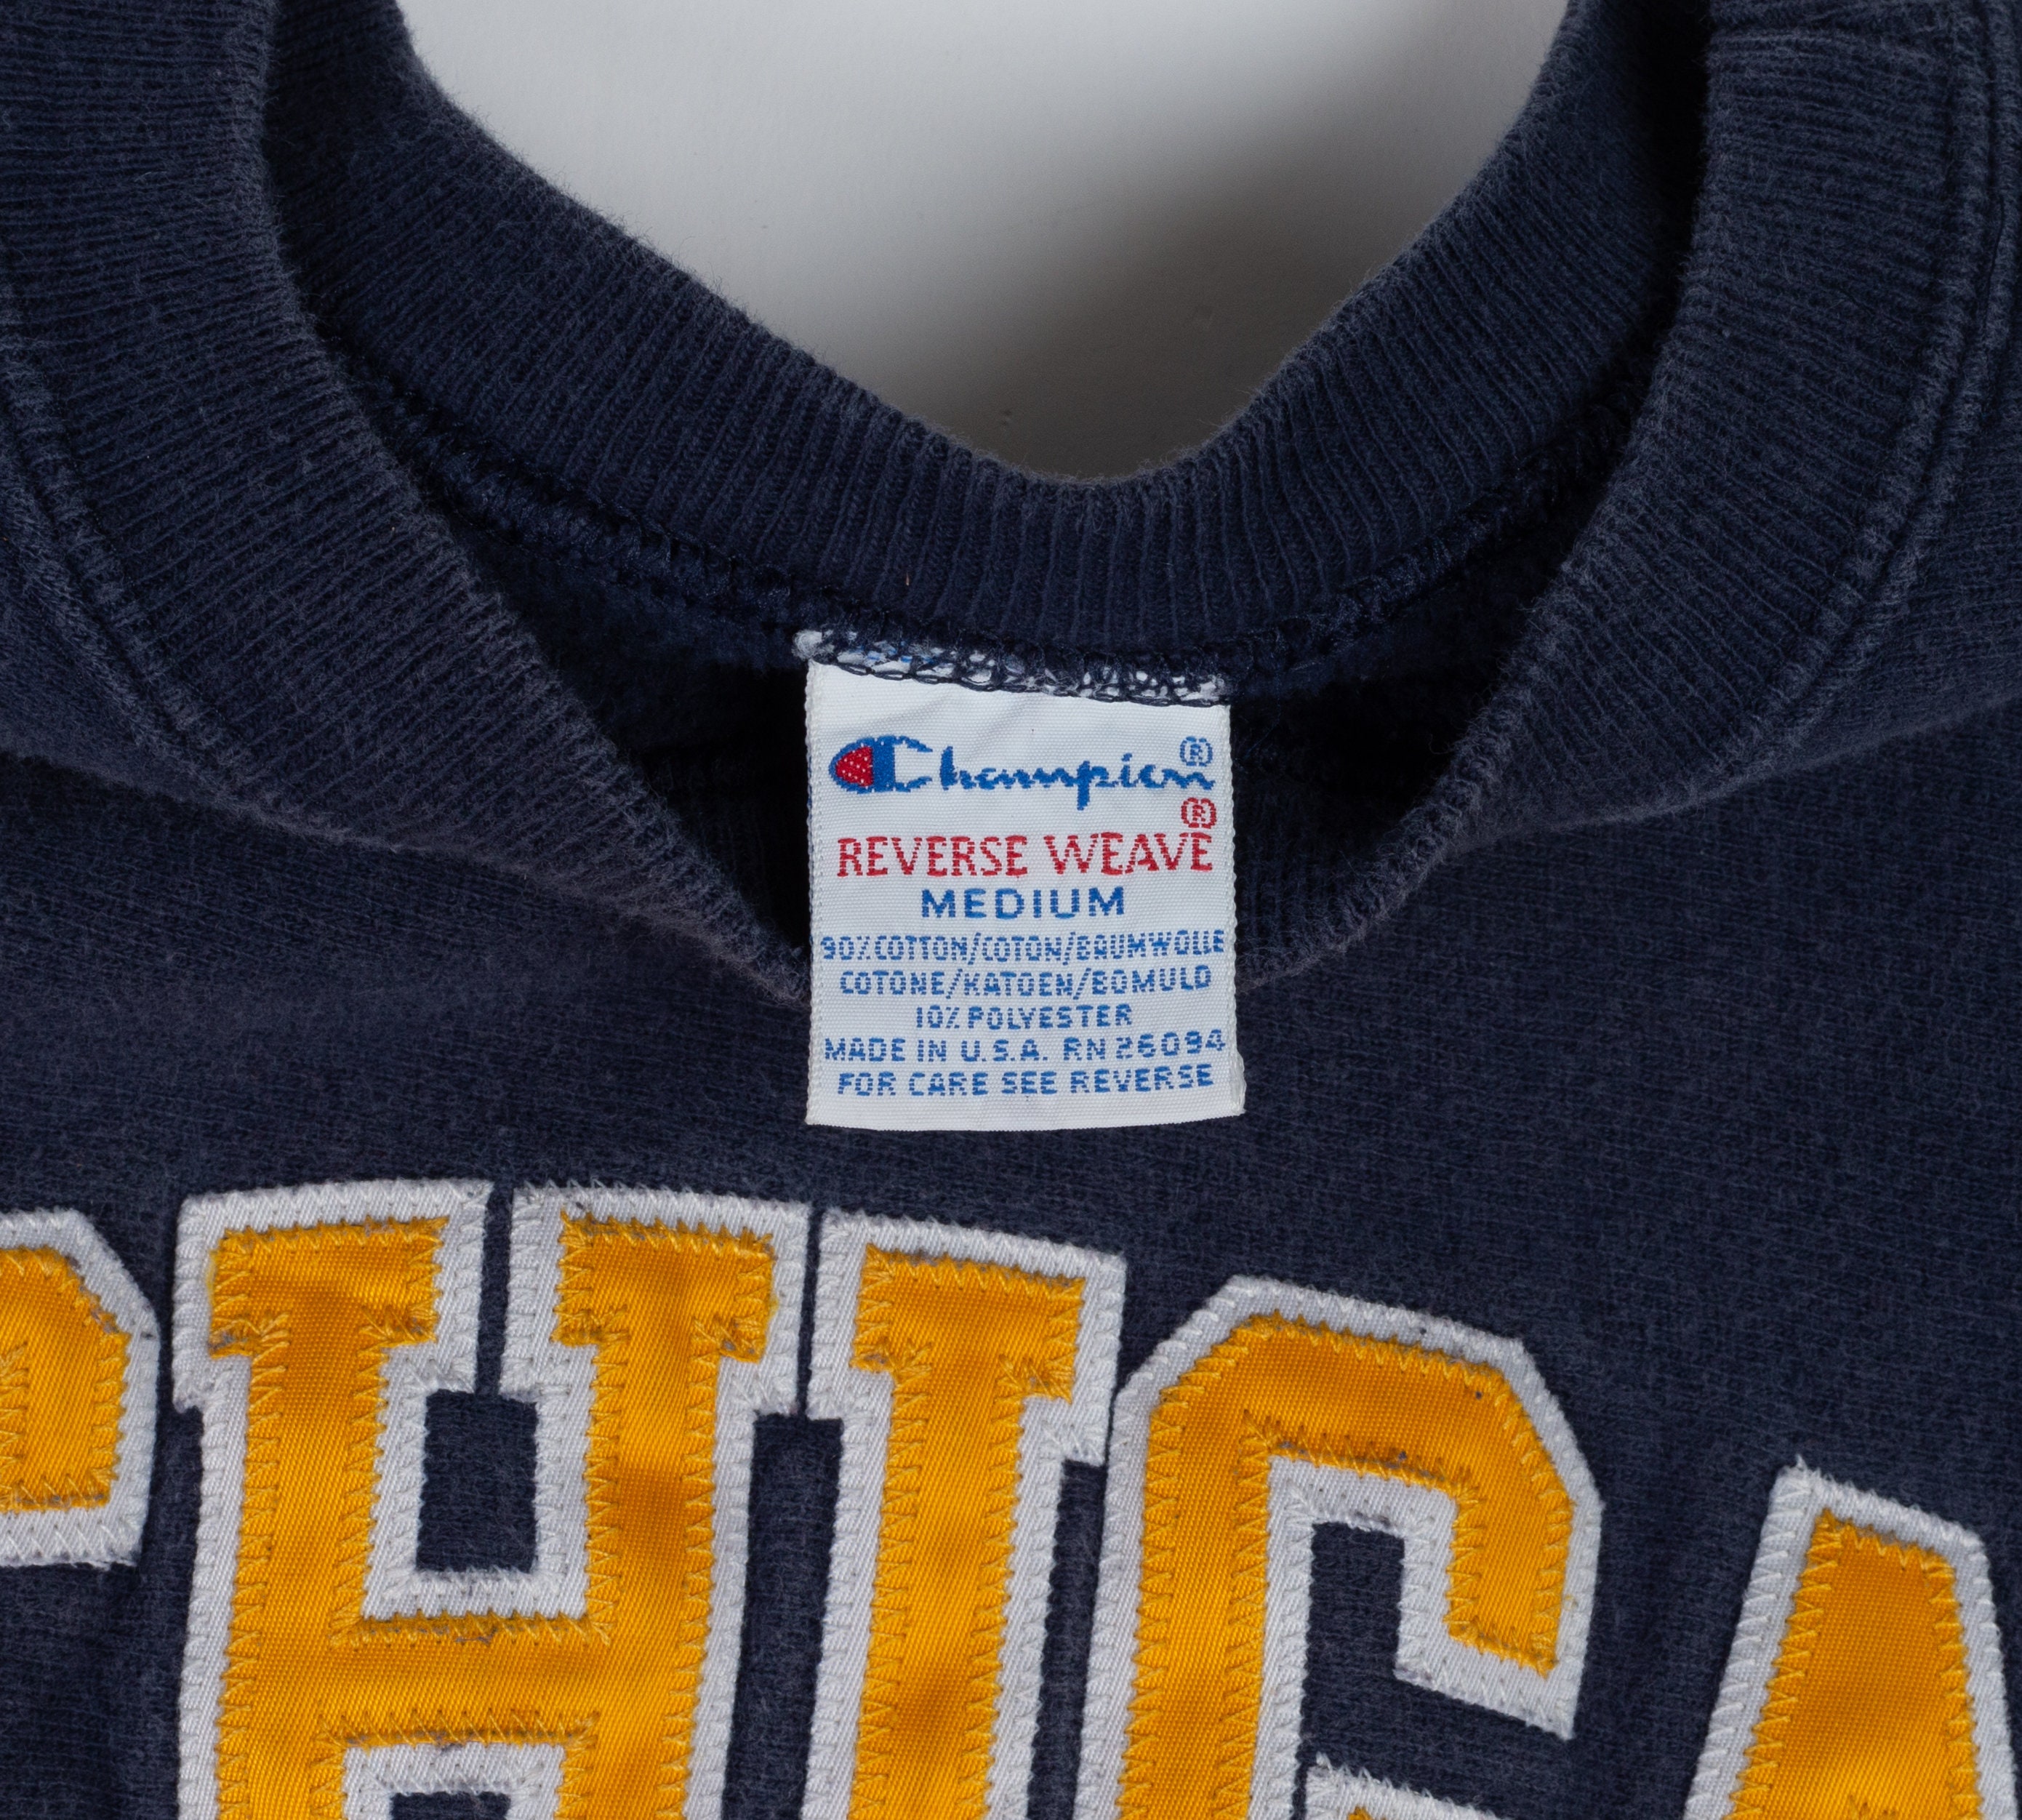 Champion®
®
REVERSE WEAVE
MEDIUM
90% COTTON/COTON/BAUMWOLLE
COTONE/KATOEN/BOMULD
10% POLYESTER
MADE IN U.S.A. RN 26094
FOR CARE SEE REVERSE
CHIGA